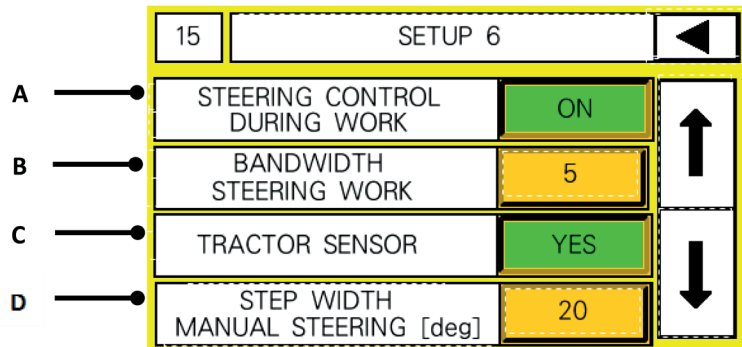 15
SETUP 6
A
STEERING CONTROL
DURING WORK
ON
B
BANDWIDTH
STEERING WORK
5
C
TRACTOR SENSOR
YES
D
STEP WIDTH
MANUAL STEERING [deg]
20